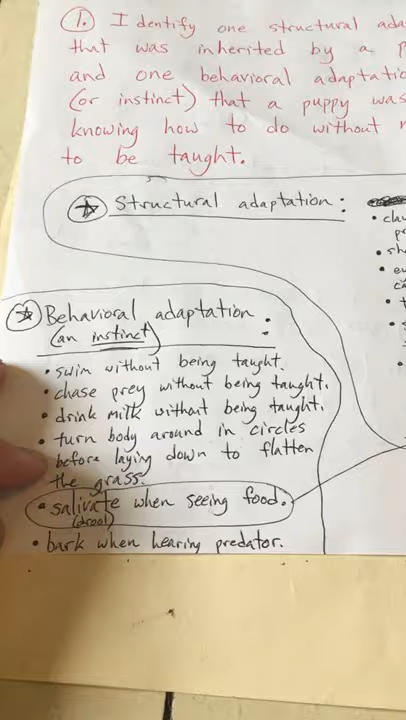 1. Identify one structural
that was inherited by a
and one behavioral
(or instinct) that a puppy was
knowing how to do without
to be taught.
Structural adaptation:
Behavioral adaptation:
(an instinct)
• swim without being taught.
• chase prey without being taught.
• drink milk without being taught.
• turn body around in circles
before laying down to flatten
the grass.
• salivate when seeing food.
(drool)
• bark when hearing predator.